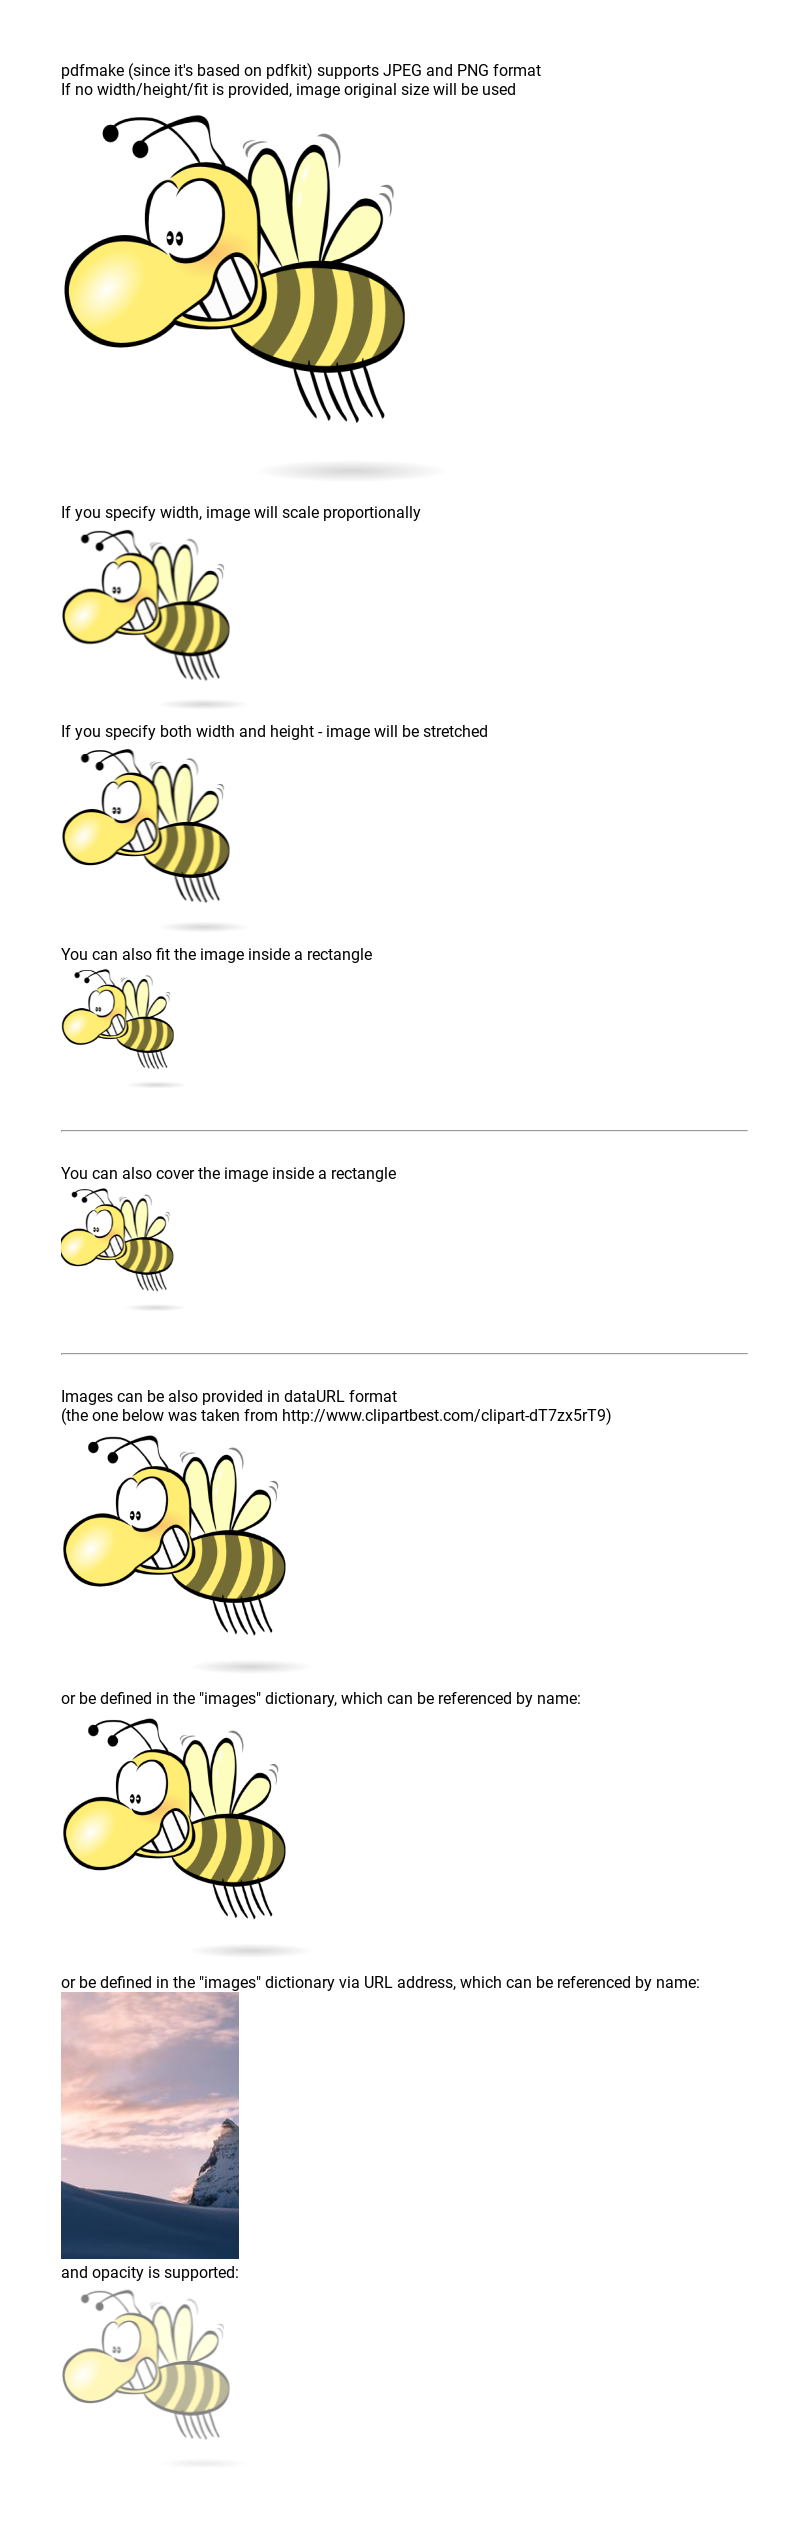 pdfmake (since it's based on pdfkit) supports JPEG and PNG format
If no width/height/fit is provided, image original size will be used
If you specify width, image will scale proportionally
If you specify both width and height - image will be stretched
You can also fit the image inside a rectangle
You can also cover the image inside a rectangle
Images can be also provided in dataURL format
(the one below was taken from http://www.clipartbest.com/clipart-dT7zx5rT9)
or be defined in the "images" dictionary, which can be referenced by name:
or be defined in the "images" dictionary via URL address, which can be referenced by name:
and opacity is supported: